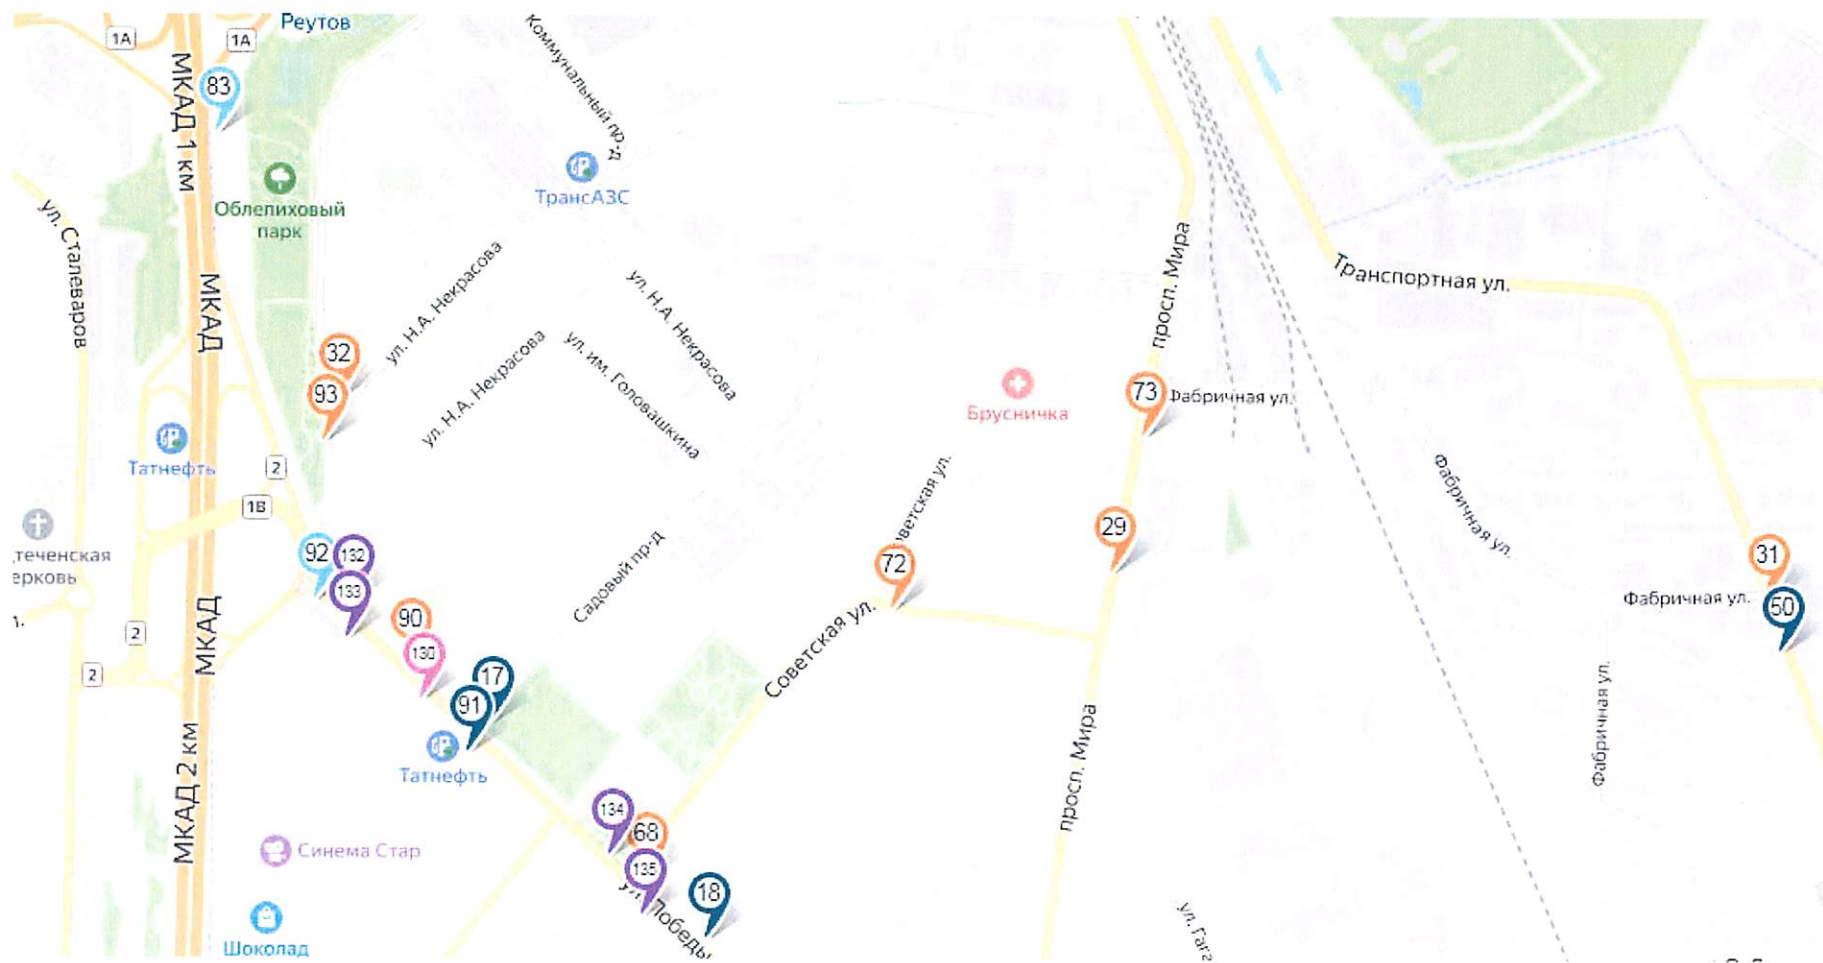 Реутов
1А
1А
Коммунальный пр-д
83
МКАД 1 км
ТрансАЗС
Облепиховый
парк
ул. Сталеваров
МКАД
ул. Н.А. Некрасова
ул. Н.А. Некрасова
ул. Н.А. Некрасова
ул. им. Головашкина
просп. Мира
Транспортная ул.
32
93
Брусничка
73
Фабричная ул.
Татнефть
2
1В
Фабричная ул.
29
теченская
92
132
133
72
31
Фабричная ул.
50
Садовый пр-д
90
130
2
МКАД
2
Советская ул.
17
91
Фабричная ул.
Татнефть
МКАД 2 км
просп. Мира
134
68
135
18
Синема Стар
Шоколад